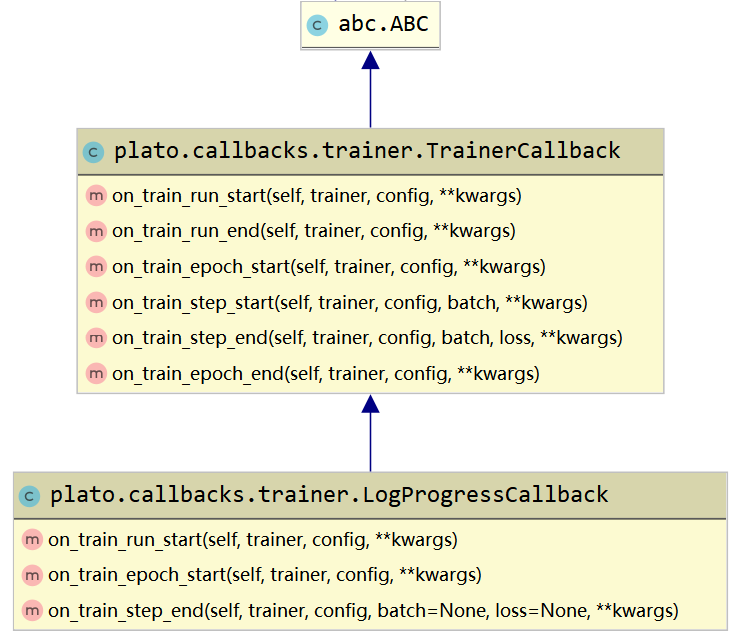 c abc.ABC
c plato.callbacks.trainer.TrainerCallback
m on_train_run_start(self, trainer, config, **kwargs)
m on_train_run_end(self, trainer, config, **kwargs)
m on_train_epoch_start(self, trainer, config, **kwargs)
m on_train_step_start(self, trainer, config, batch, **kwargs)
m on_train_step_end(self, trainer, config, batch, loss, **kwargs)
m on_train_epoch_end(self, trainer, config, **kwargs)
c plato.callbacks.trainer.LogProgressCallback
m on_train_run_start(self, trainer, config, **kwargs)
m on_train_epoch_start(self, trainer, config, **kwargs)
m on_train_step_end(self, trainer, config, batch=None, loss=None, **kwargs)